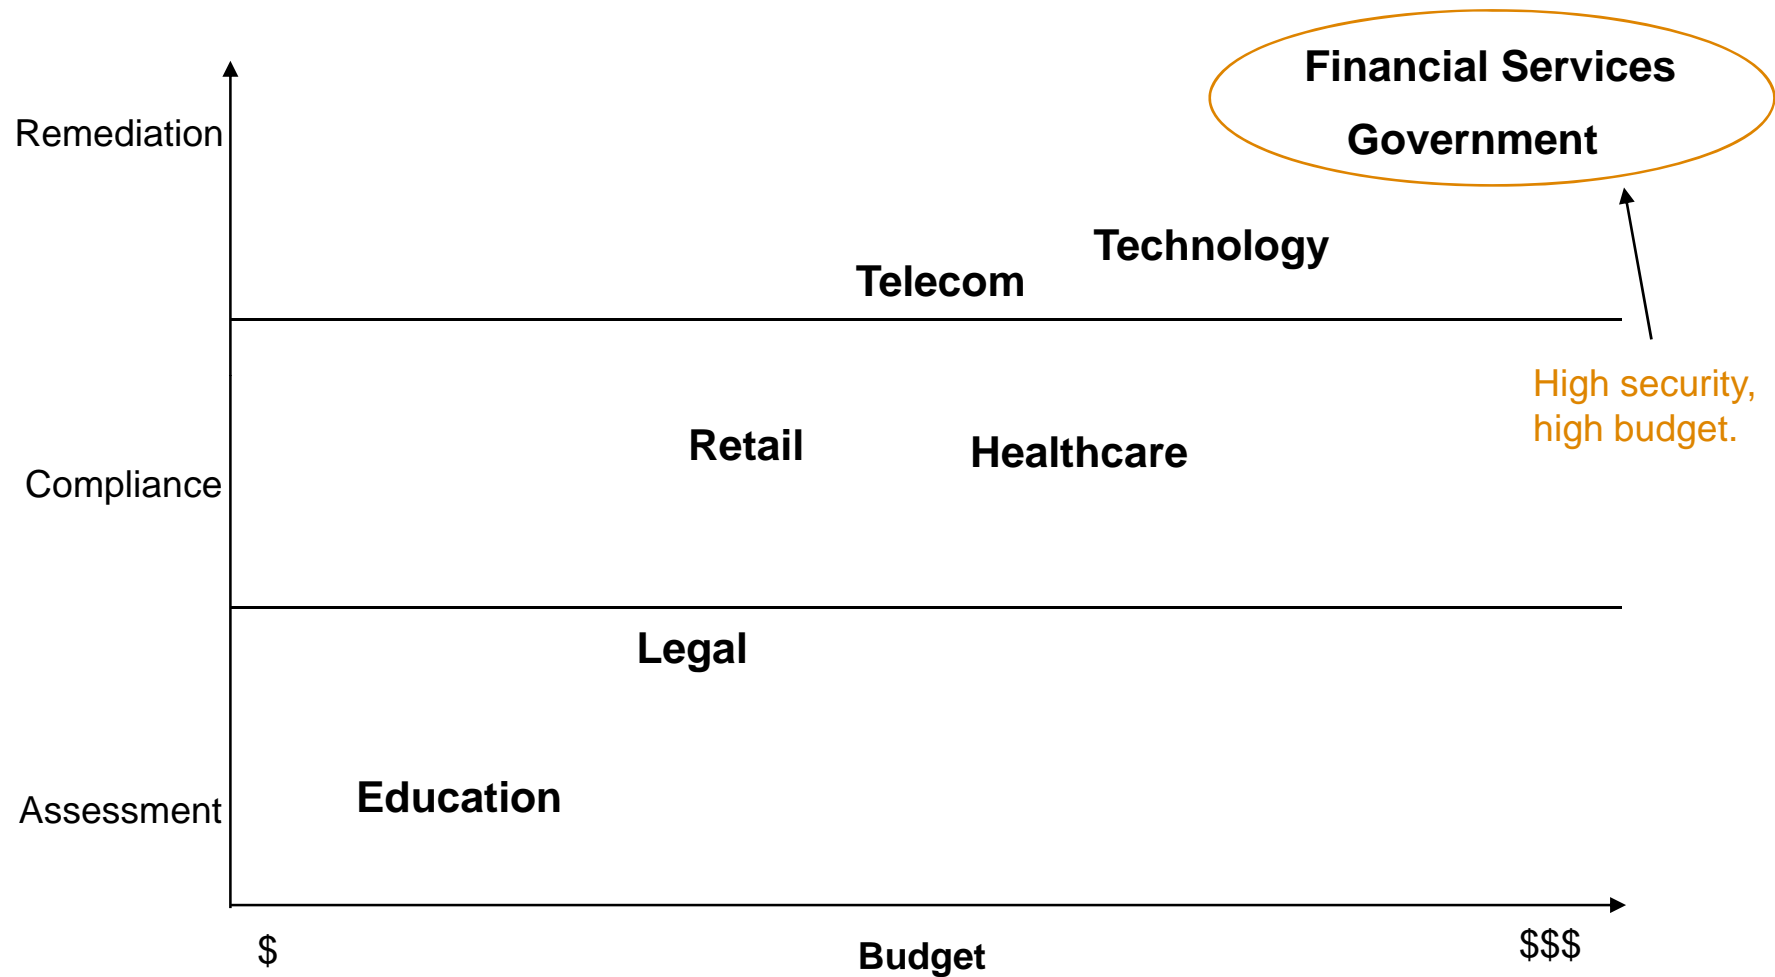 Financial Services
Government
Remediation
Technology
Telecom
High security,
high budget.
Retail
Healthcare
Compliance
Legal
Education
Assessment
$
Budget
$$$